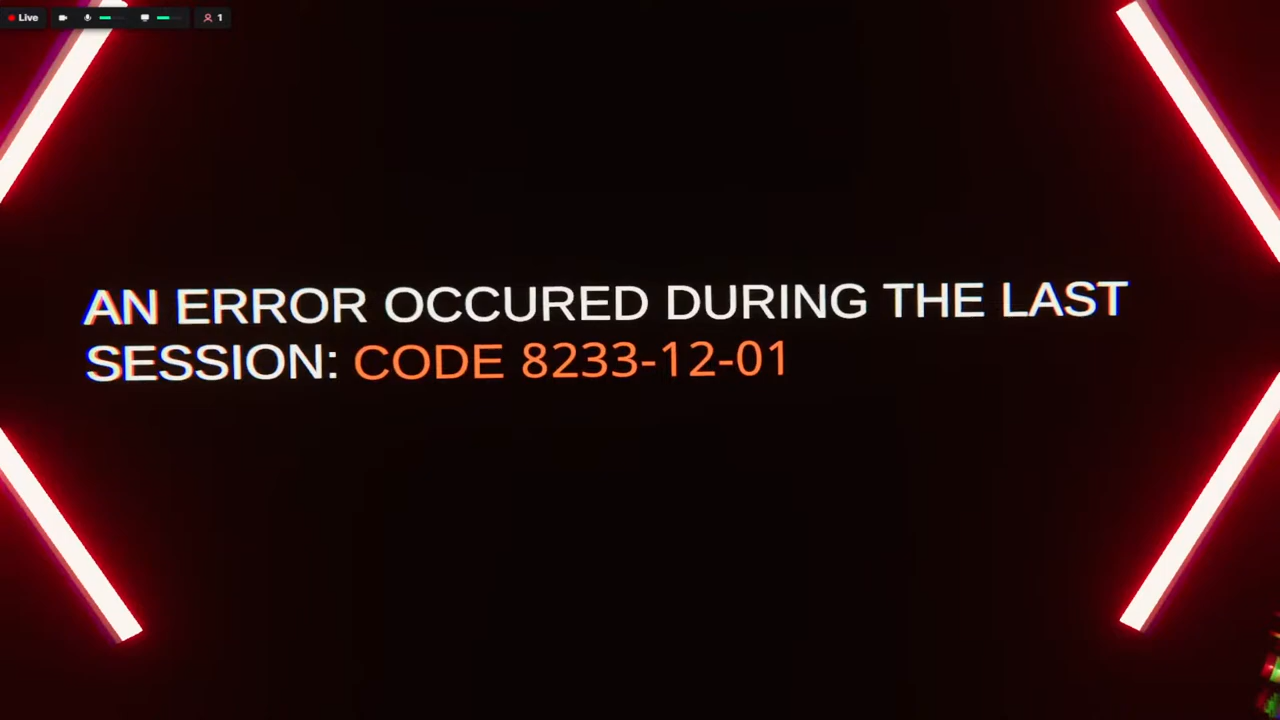 Live
1
AN ERROR OCCURED DURING THE LAST
SESSION: CODE 8233-12-01